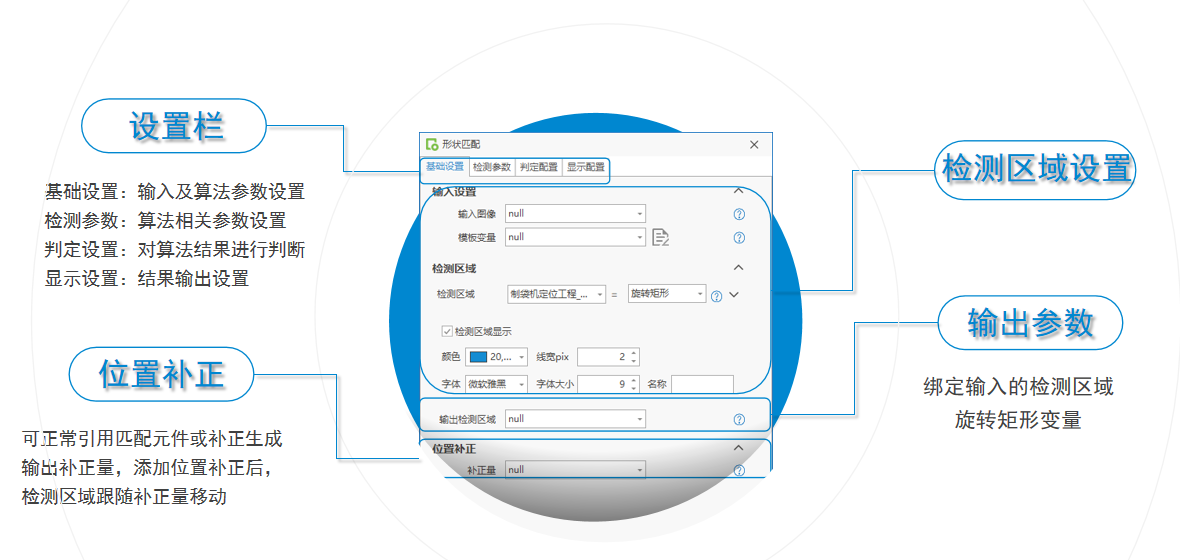 设置栏
基础设置：输入及算法参数设置
检测参数：算法相关参数设置
判定设置：对算法结果进行判断
显示设置：结果输出设置
位置补正
可正常引用匹配元件或补正生成
输出补正量，添加位置补正后，
检测区域跟随补正量移动
形状匹配
基础设置 检测参数 判定配置 显示配置
输入设置
输入图像 null
模板变量 null
检测区域
检测区域 制袋机定位工程_... = 旋转矩形
检测区域显示
颜色 20,... 线宽pix 2
字体 微软雅黑 字体大小 9 名称
输出检测区域 null
位置补正
补正量 null
检测区域设置
输出参数
绑定输入的检测区域
旋转矩形变量